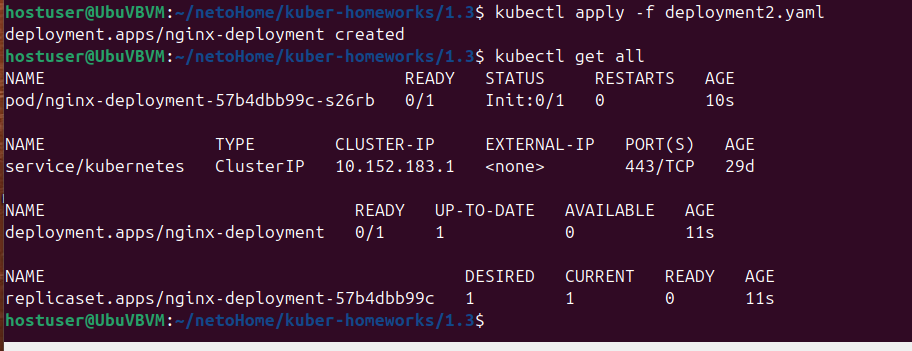 hostuser@UbuVBVM:~/netoHome/kuber-homeworks/1.3$ kubectl apply -f deployment2.yaml
deployment.apps/nginx-deployment created
hostuser@UbuVBVM:~/netoHome/kuber-homeworks/1.3$ kubectl get all
NAME READY STATUS RESTARTS AGE
pod/nginx-deployment-57b4dbb99c-s26rb 0/1 Init:0/1 0 10s
NAME TYPE CLUSTER-IP EXTERNAL-IP PORT(S) AGE
service/kubernetes ClusterIP 10.152.183.1 <none> 443/TCP 29d
NAME READY UP-TO-DATE AVAILABLE AGE
deployment.apps/nginx-deployment 0/1 1 0 11s
NAME DESIRED CURRENT READY AGE
replicaset.apps/nginx-deployment-57b4dbb99c 1 1 0 11s
hostuser@UbuVBVM:~/netoHome/kuber-homeworks/1.3$